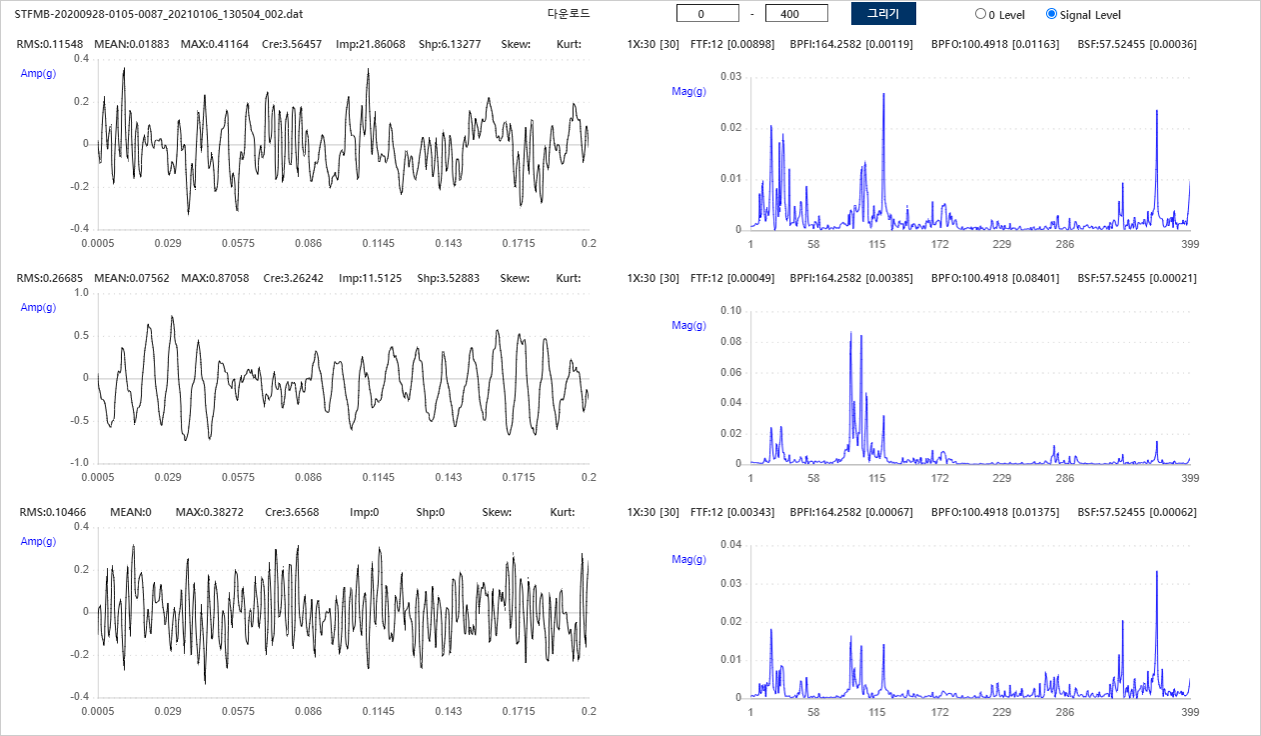 STFMB-20200928-0105-0087_20210106_130504_002.dat 다운로드 0 - 400 그리기 0 Level Signal Level
RMS:0.11548 MEAN:0.01883 MAX:0.41164 Cre:3.56457 Imp:21.86068 Shp:6.13277 Skew: Kurt: 1X:30 [30] FTF:12 [0.00898] BPFI:164.2582 [0.00119] BPFO:100.4918 [0.01163] BSF:57.52455 [0.00036]
Amp(g)
0.4
0.2
0
-0.2
-0.4
0.0005 0.029 0.0575 0.086 0.1145 0.143 0.1715 0.2
Mag(g)
0.03
0.02
0.01
0
1 58 115 172 229 286 399
RMS:0.26685 MEAN:0.07562 MAX:0.87058 Cre:3.26242 Imp:11.5125 Shp:3.52883 Skew: Kurt: 1X:30 [30] FTF:12 [0.00049] BPFI:164.2582 [0.00385] BPFO:100.4918 [0.08401] BSF:57.52455 [0.00021]
Amp(g)
1.0
0.5
0
-0.5
-1.0
0.0005 0.029 0.0575 0.086 0.1145 0.143 0.1715 0.2
Mag(g)
0.10
0.08
0.06
0.04
0.02
0
1 58 115 172 229 286 399
RMS:0.10466 MEAN:0 MAX:0.38272 Cre:3.6568 Imp:0 Shp:0 Skew: Kurt: 1X:30 [30] FTF:12 [0.00343] BPFI:164.2582 [0.00067] BPFO:100.4918 [0.01375] BSF:57.52455 [0.00062]
Amp(g)
0.4
0.2
0
-0.2
-0.4
0.0005 0.029 0.0575 0.086 0.1145 0.143 0.1715 0.2
Mag(g)
0.04
0.03
0.02
0.01
0
1 58 115 172 229 286 399